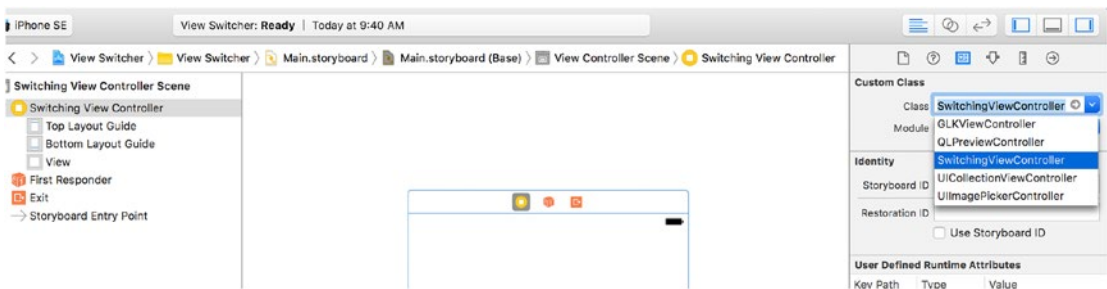 iPhone SE
View Switcher: Ready | Today at 9:40 AM
View Switcher View Switcher Main.storyboard Main.storyboard (Base) View Controller Scene Switching View Controller
Switching View Controller Scene
Switching View Controller
Top Layout Guide
Bottom Layout Guide
View
First Responder
Exit
Storyboard Entry Point
Custom Class
Class SwitchingViewController
Module
GLKViewController
QLPreviewController
SwitchingViewController
UICollectionViewController
UIImagePickerController
Identity
Storyboard ID
Restoration ID
Use Storyboard ID
User Defined Runtime Attributes
Key Path Type Value